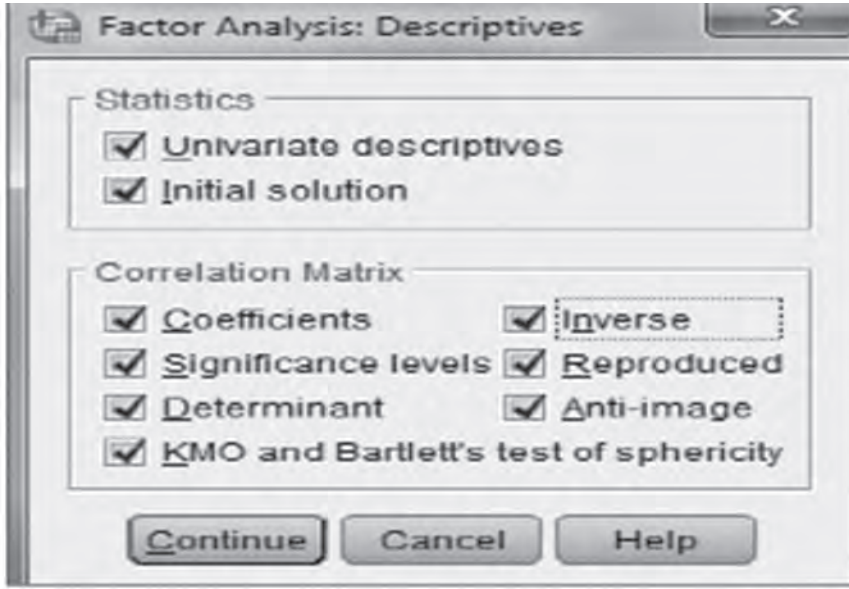 Factor Analysis: Descriptives
Statistics
Univariate descriptives
Initial solution
Correlation Matrix
Coefficients Inverse
Significance levels Reproduced
Determinant Anti-image
KMO and Bartlett's test of sphericity
Continue Cancel Help